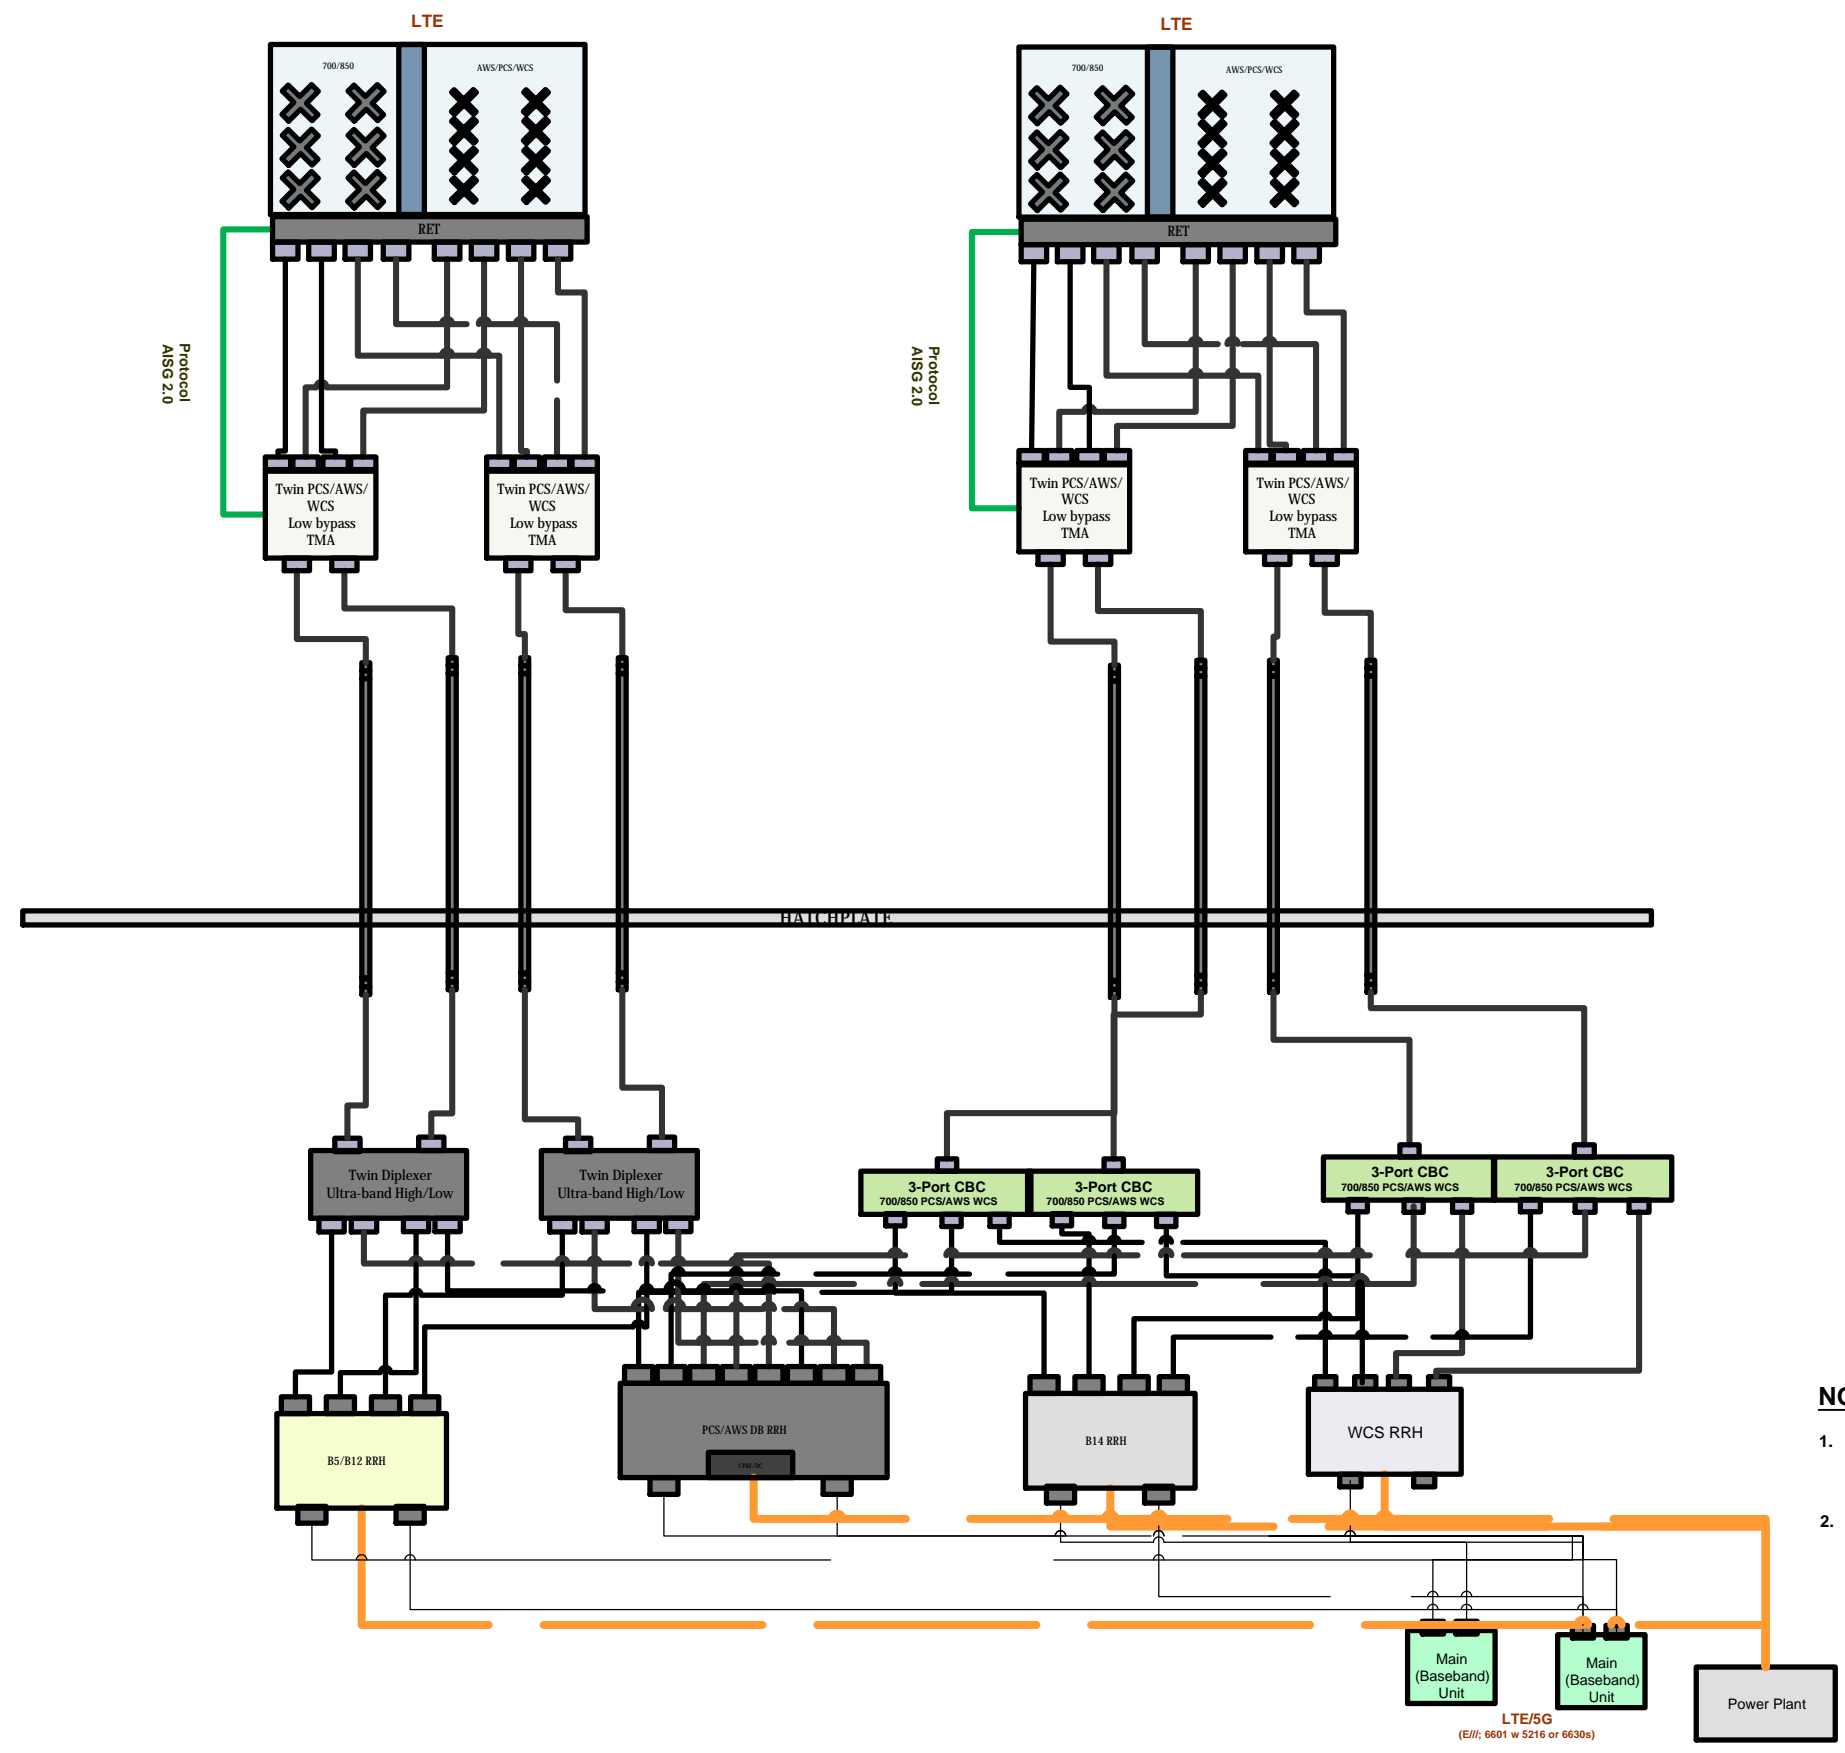 LTE
LTE
700/850
AWS/PCS/WCS
700/850
AWS/PCS/WCS
RET
RET
Protocol
AISG 2.0
Protocol
AISG 2.0
Twin PCS/AWS/
WCS
Low bypass
TMA
Twin PCS/AWS/
WCS
Low bypass
TMA
Twin PCS/AWS/
WCS
Low bypass
TMA
Twin PCS/AWS/
WCS
Low bypass
TMA
HATCHPLATE
Twin Diplexer
Ultra-band High/Low
Twin Diplexer
Ultra-band High/Low
3-Port CBC
700/850 PCS/AWS WCS
3-Port CBC
700/850 PCS/AWS WCS
3-Port CBC
700/850 PCS/AWS WCS
3-Port CBC
700/850 PCS/AWS WCS
B5/B12 RRH
PCS/AWS DB RRH
B14 RRH
WCS RRH
NO
1.
2.
Main
(Baseband)
Unit
Main
(Baseband)
Unit
Power Plant
LTE/5G
(E///; 6601 w 5216 or 6630s)